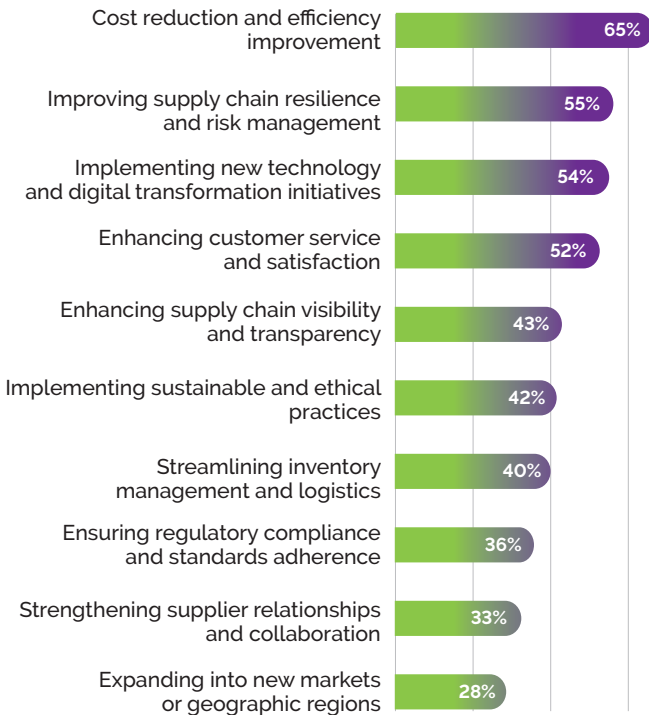 Cost reduction and efficiency
improvement
65%
Improving supply chain resilience
and risk management
55%
Implementing new technology
and digital transformation initiatives
54%
Enhancing customer service
and satisfaction
52%
Enhancing supply chain visibility
and transparency
43%
Implementing sustainable and ethical
practices
42%
Streamlining inventory
management and logistics
40%
Ensuring regulatory compliance
and standards adherence
36%
Strengthening supplier relationships
and collaboration
33%
Expanding into new markets
or geographic regions
28%